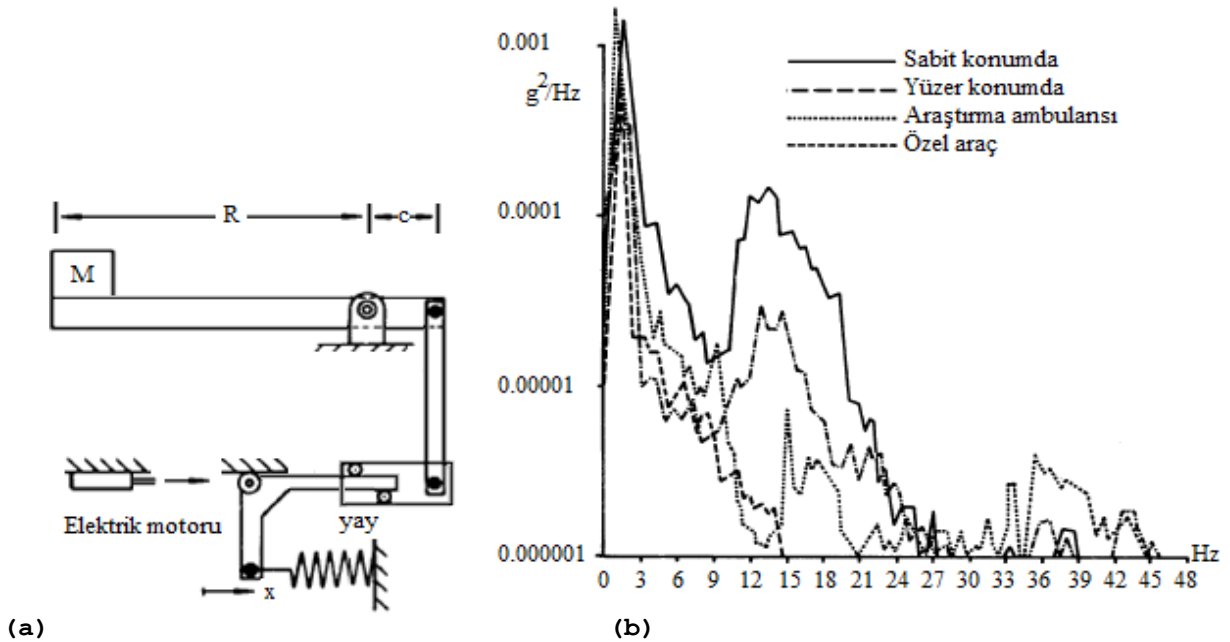 R
c
M
Elektrik motoru
yay
x
(a)
0.001
g²/Hz
0.0001
0.00001
0.000001
Sabit konumda
Yüzer konumda
Araştırma ambulansı
Özel araç
0 3 6 9 12 15 18 21 24 27 30 33 36 39 42 45 48
Hz
(b)